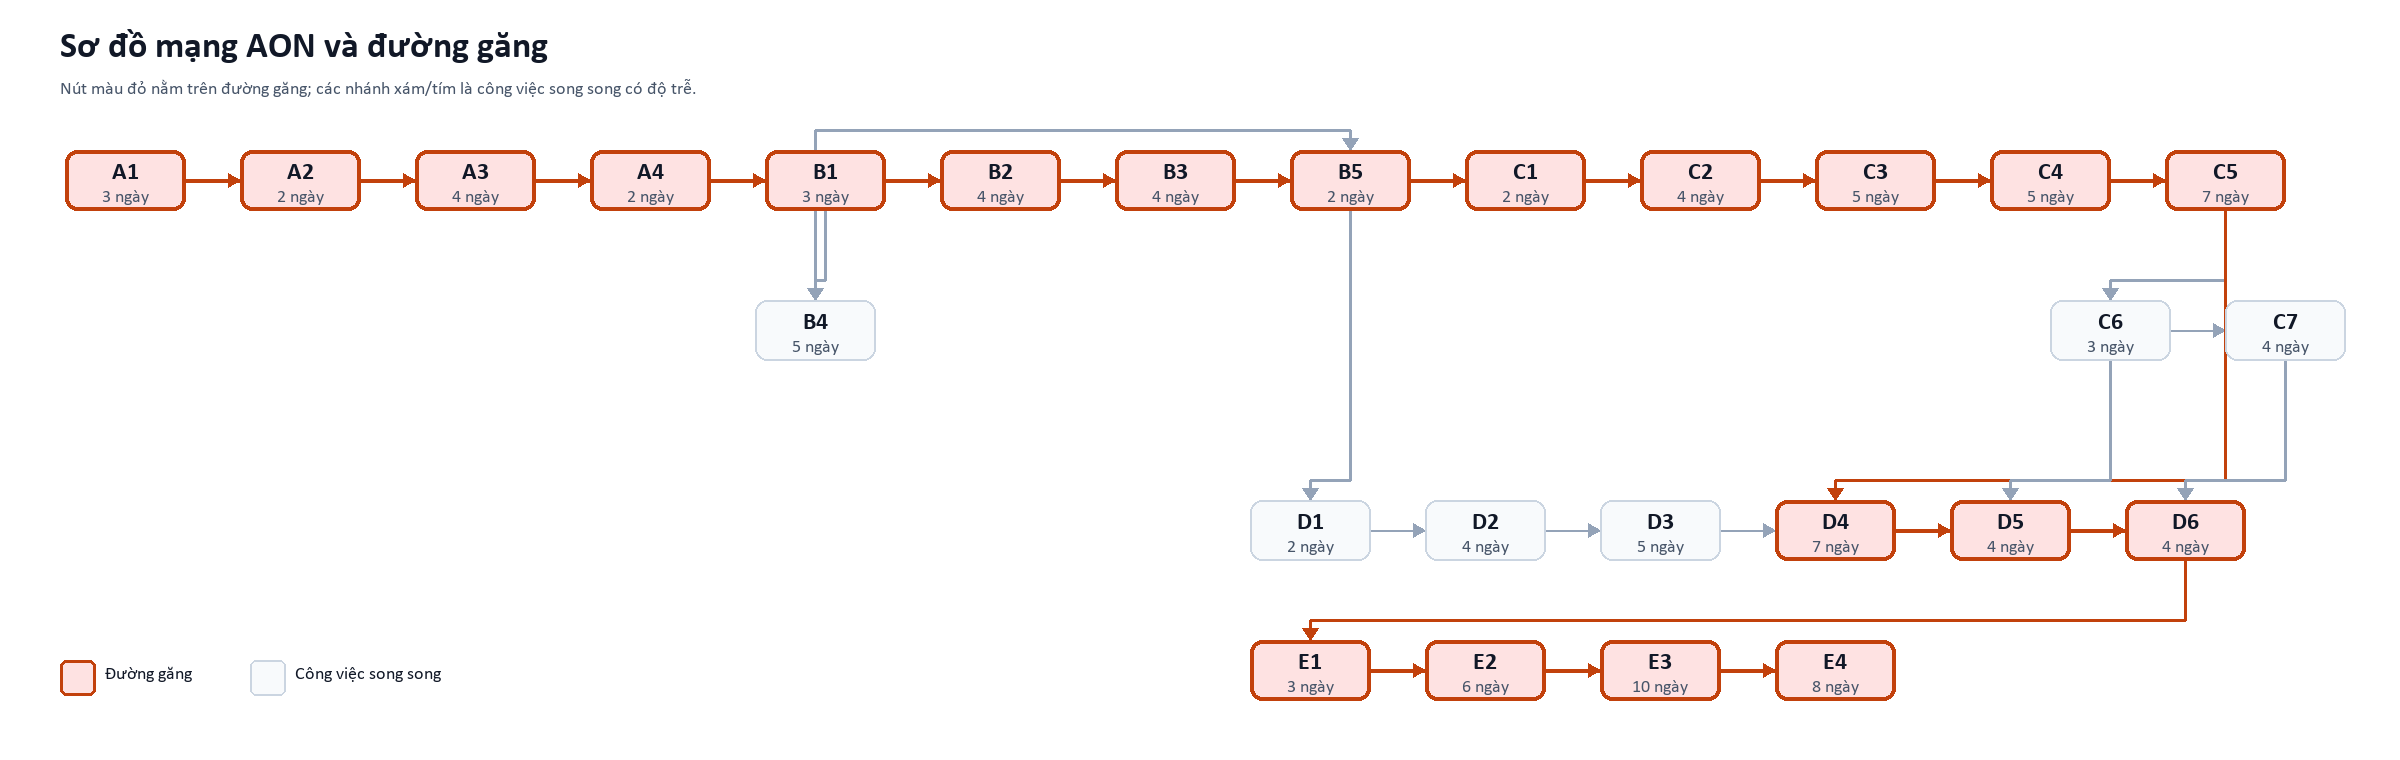 Sơ đồ mạng AON và đường găng
Nút màu đỏ nằm trên đường găng; các nhánh xám/tím là công việc song song có độ trễ.
A1
3 ngày
A2
2 ngày
A3
4 ngày
A4
2 ngày
B1
3 ngày
B2
4 ngày
B3
4 ngày
B5
2 ngày
C1
2 ngày
C2
4 ngày
C3
5 ngày
C4
5 ngày
C5
7 ngày
B4
5 ngày
C6
3 ngày
C7
4 ngày
D1
2 ngày
D2
4 ngày
D3
5 ngày
D4
7 ngày
D5
4 ngày
D6
4 ngày
E1
3 ngày
E2
6 ngày
E3
10 ngày
E4
8 ngày
Đường găng
Công việc song song